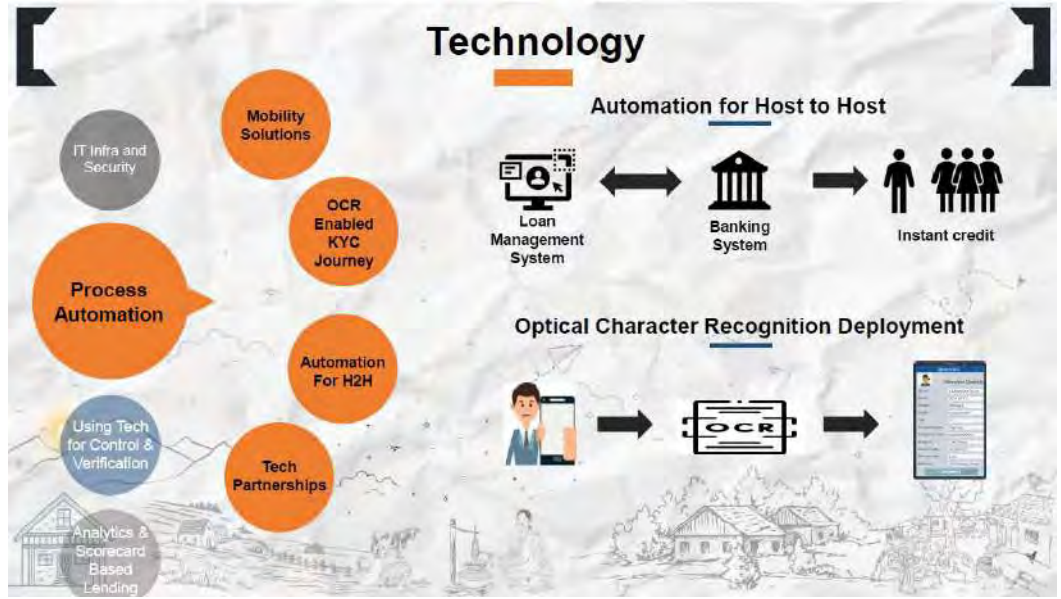 Technology
IT Infra and
Security
Process
Automation
Using Tech
for Control &
Verification
Analytics &
Scorecard
Based
Lending
Mobility
Solutions
OCR
Enabled
KYC
Journey
Automation
For H2H
Tech
Partnerships
Automation for Host to Host
Loan
Management
System
Banking
System
Instant credit
Optical Character Recognition Deployment
OCR